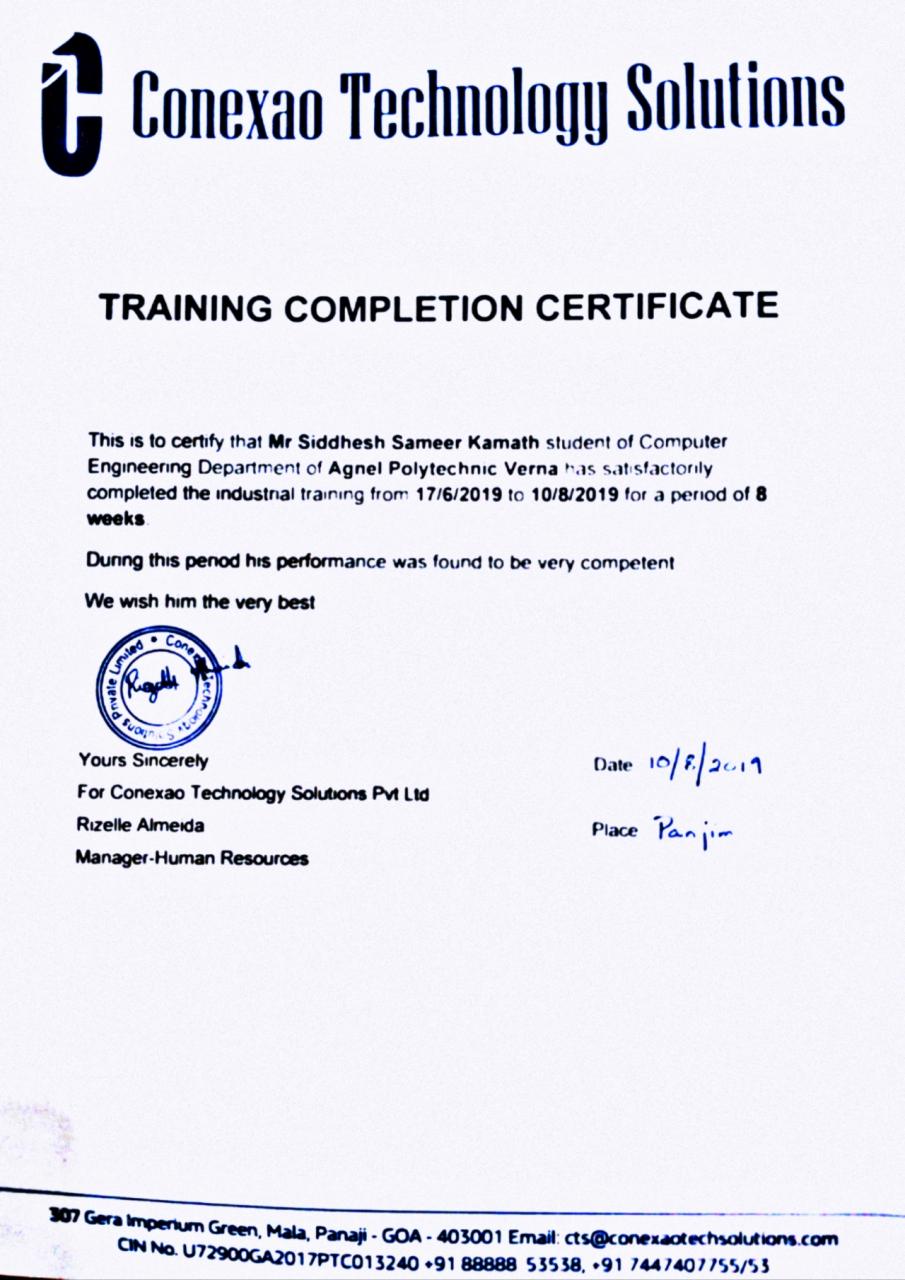 Conexao Technology Solutions
TRAINING COMPLETION CERTIFICATE
This is to certify that Mr Siddhesh Sameer Kamath student of Computer
Engineering Department of Agnel Polytechnic Verna has satisfactorily
completed the industrial training from 17/6/2019 to 10/8/2019 for a period of 8
weeks.
During this period his performance was found to be very competent
We wish him the very best
Conexao Technology Solutions Private Limited
Yours Sincerely
For Conexao Technology Solutions Pvt Ltd
Rizelle Almeida
Manager-Human Resources
Date 10/8/2019
Place Panjim
307 Gera Imperium Green, Mala, Panaji - GOA - 403001 Email: cts@conexaotechsolutions.com
CIN No. U72900GA2017PTC013240 +91 88888 53538, +91 7447407755/53